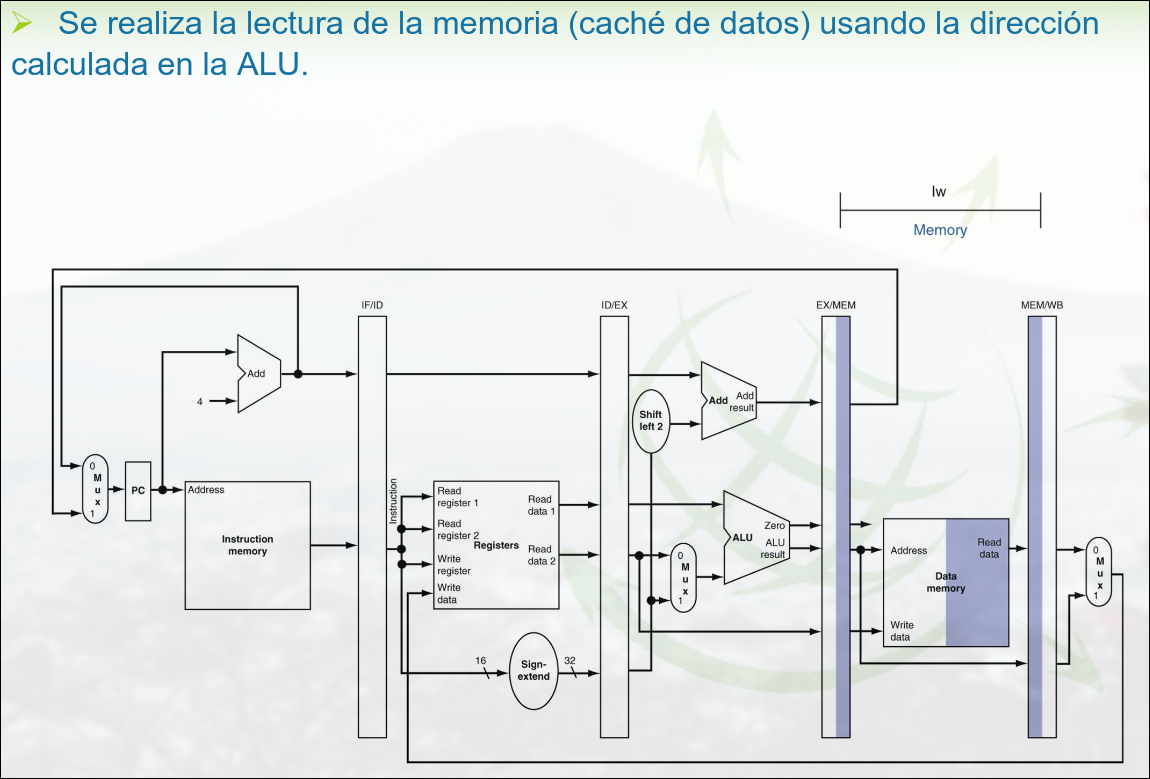 Se realiza la lectura de la memoria (caché de datos) usando la dirección
calculada en la ALU.
lw
Memory
IF/ID
ID/EX
EX/MEM
MEM/WB
Add
4
Shift
left 2
Add
Add
result
0
M
u
x
1
PC
Address
Instruction
memory
Instruction
Read
register 1
Read
register 2
Write
register
Write
data
Registers
Read
data 1
Read
data 2
16
Sign-
extend
32
0
M
u
x
1
ALU
Zero
ALU
result
Address
Data
memory
Write
data
Read
data
0
M
u
x
1